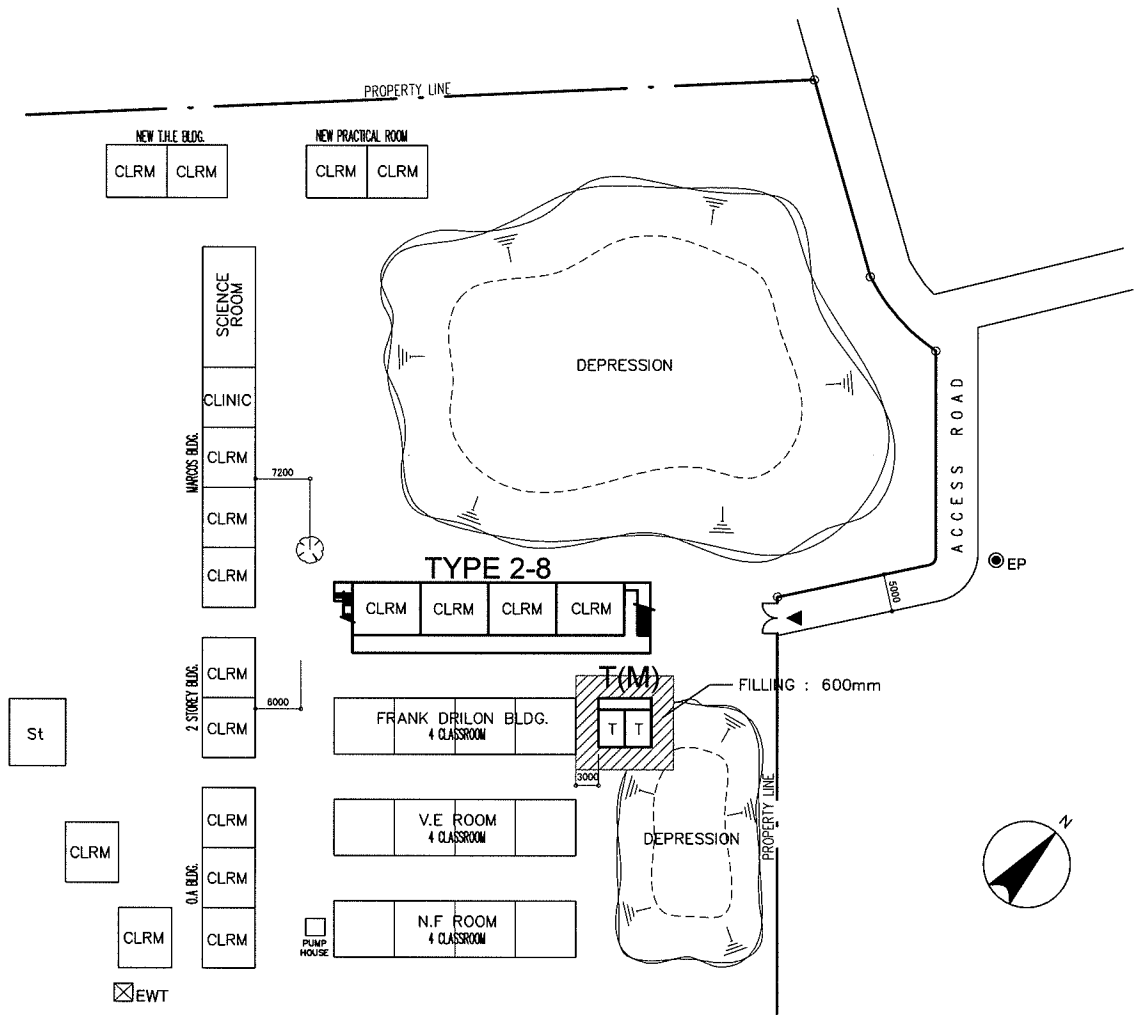 PROPERTY LINE
NEW T.H.E BLDG.
NEW PRACTICAL ROOM
CLRM CLRM
CLRM CLRM
SCIENCE
ROOM
CLINIC
MARCOS BLDG.
CLRM
CLRM
CLRM
7200
DEPRESSION
ACCESS ROAD
EP
5000
TYPE 2-8
CLRM CLRM CLRM CLRM
2 STOREY BLDG.
CLRM
CLRM
6000
St
T(M)
T T
FILLING : 600mm
FRANK DRILON BLDG.
4 CLASSROOM
3000
V.E ROOM
4 CLASSROOM
DEPRESSION
PROPERTY LINE
N
CLRM
O.A BLDG.
CLRM
CLRM
CLRM
CLRM
PUMP
HOUSE
N.F ROOM
4 CLASSROOM
EWT